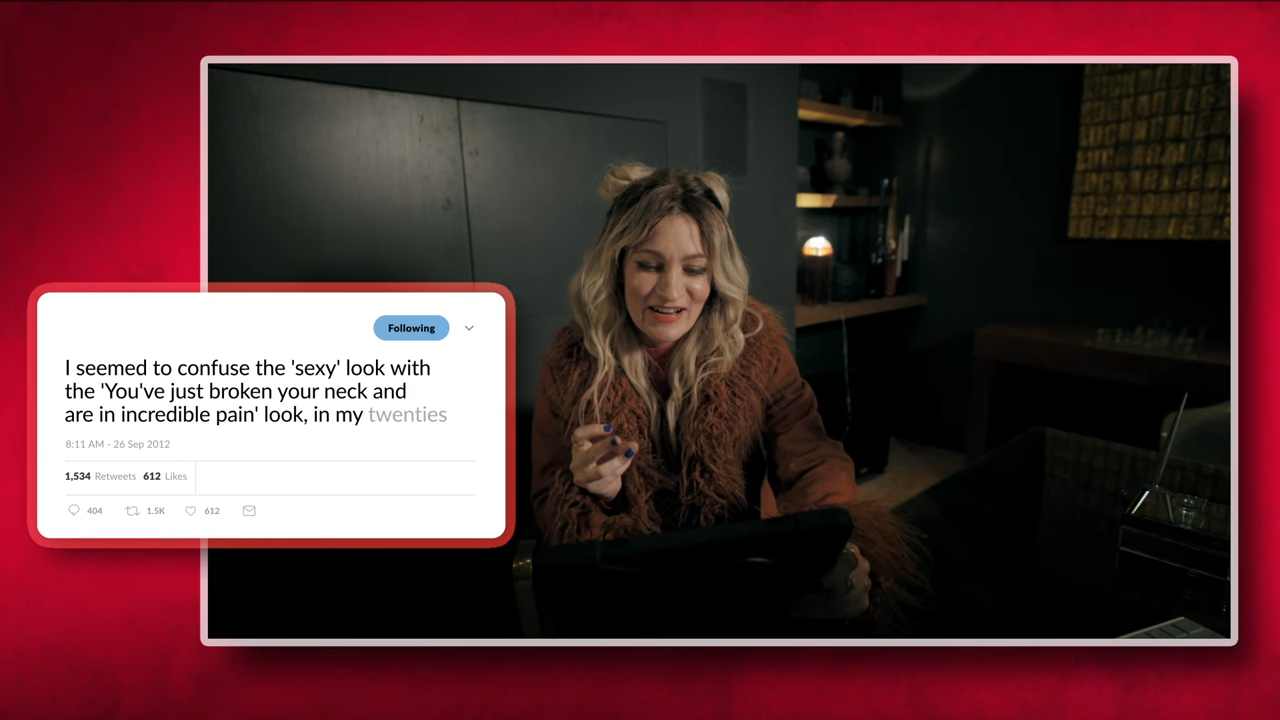 Following
I seemed to confuse the 'sexy' look with
the 'You've just broken your neck and
are in incredible pain' look, in my twenties
8:11 AM - 26 Sep 2012
1,534 Retweets 612 Likes
404 1.5K 612